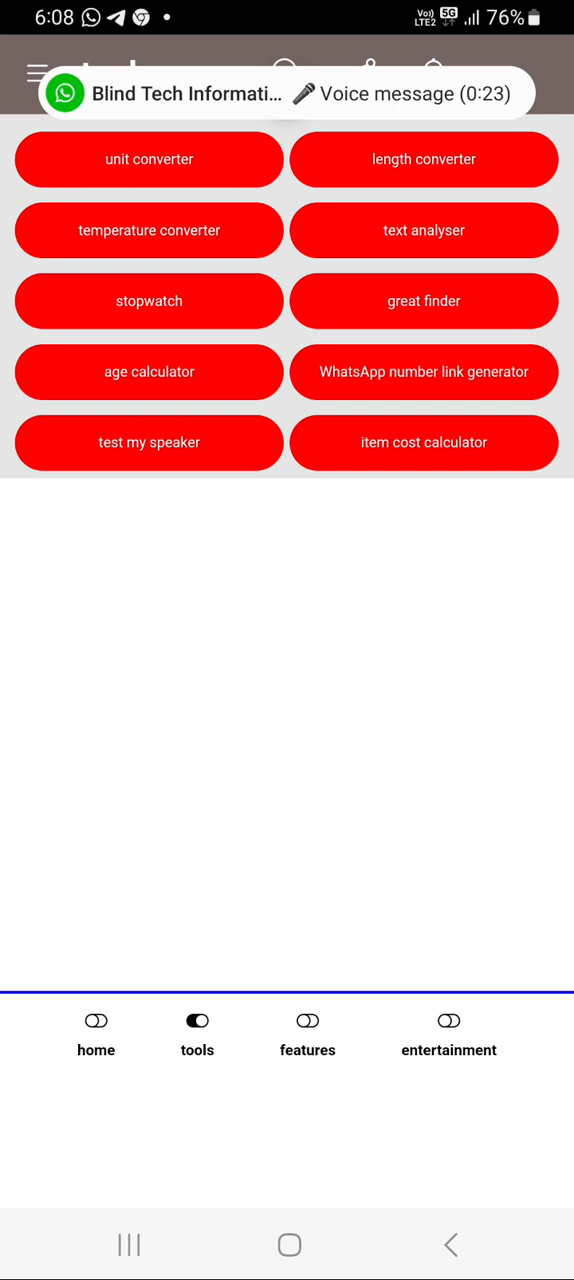 6:08
Vo)) LTE2 5G 76%
Blind Tech Informati... Voice message (0:23)
unit converter
length converter
temperature converter
text analyser
stopwatch
great finder
age calculator
WhatsApp number link generator
test my speaker
item cost calculator
home
tools
features
entertainment